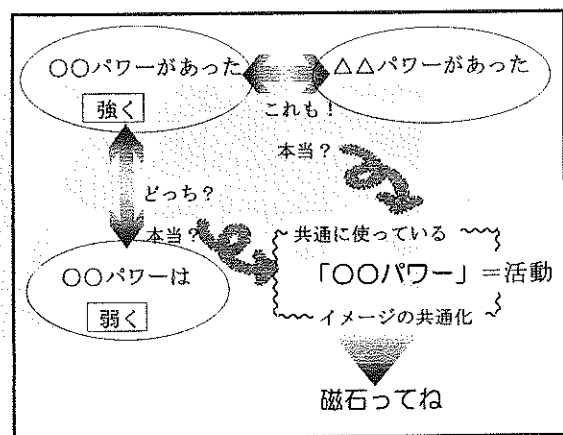 ○○パワーがあった
強く
△△パワーがあった
これも！
本当？
どっち？
本当？
○○パワーは
弱く
共通に使っている
「○○パワー」＝活動
イメージの共通化
磁石ってね